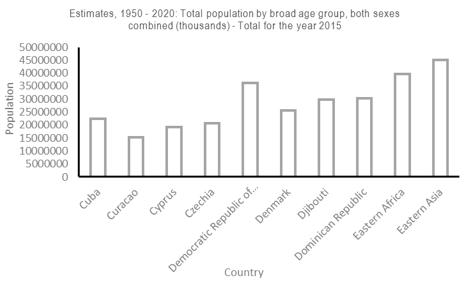 Estimates, 1950 - 2020: Total population by broad age group, both sexes
combined (thousands) - Total for the year 2015
Population
50000000
45000000
40000000
35000000
30000000
25000000
20000000
15000000
10000000
5000000
0
Cuba
Curacao
Cyprus
Czechia
Democratic Republic of...
Denmark
Djibouti
Dominican Republic
Eastern Africa
Eastern Asia
Country